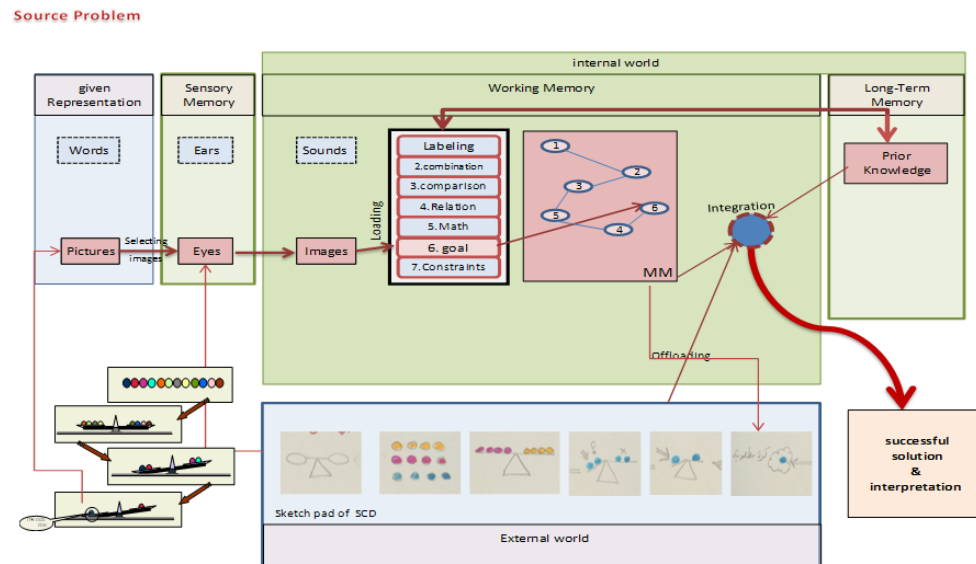 Source Problem
internal world
given
Representation
Sensory
Memory
Working Memory
Long-Term
Memory
Words
Ears
Sounds
Labeling
2.combination
3.comparison
4.Relation
5.Math
6. goal
7.Constraints
Loading
1
2
3
6
5
4
MM
Prior
Knowledge
Integration
Pictures
Selecting
images
Eyes
Images
Offloading
successful
solution
&
interpretation
Sketch pad of SCD
External world